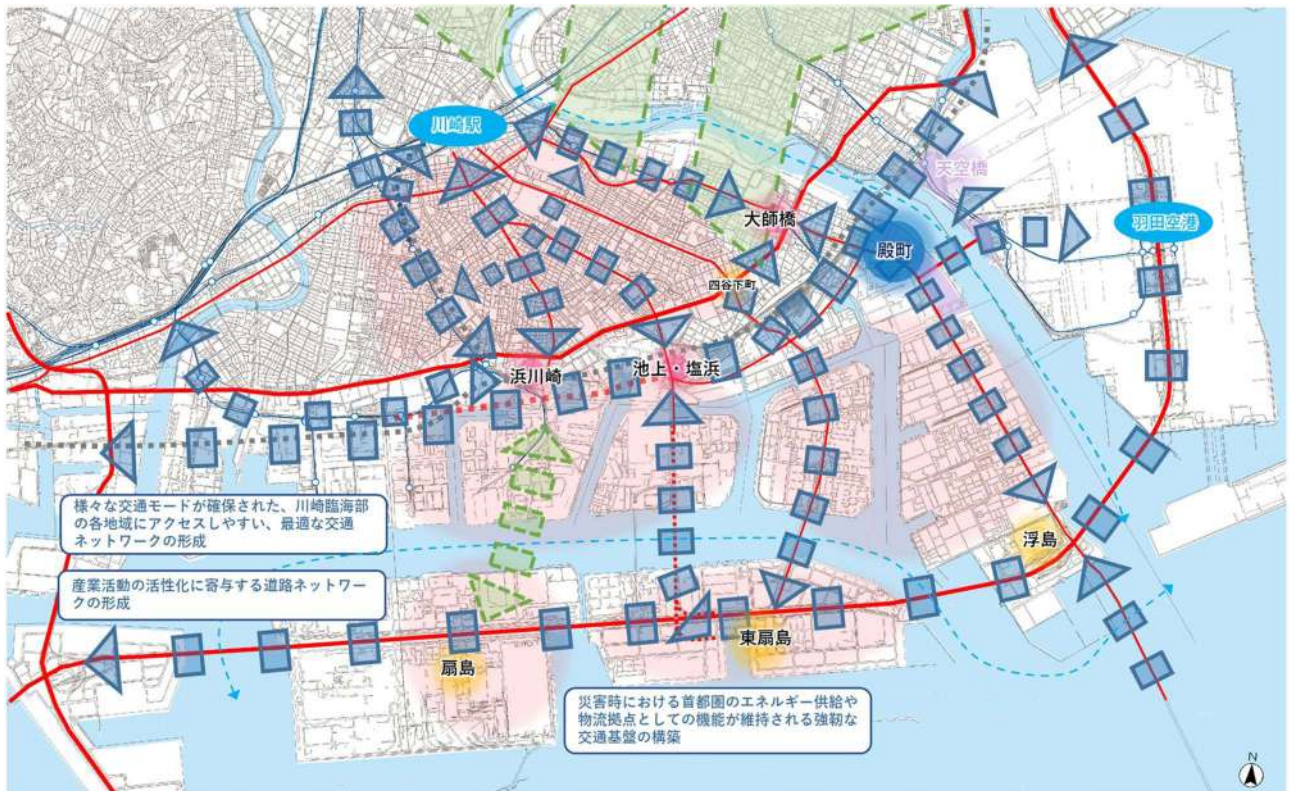 川崎駅
天空橋
大師橋
羽田空港
殿町
四谷下町
池上・塩浜
浜川崎
様々な交通モードが確保された、川崎臨海部
の各地域にアクセスしやすい、最適な交通
ネットワークの形成
浮島
産業活動の活性化に寄与する道路ネットワー
クの形成
東扇島
扇島
災害時における首都圏のエネルギー供給や
物流拠点としての機能が維持される強靭な
交通基盤の構築
N